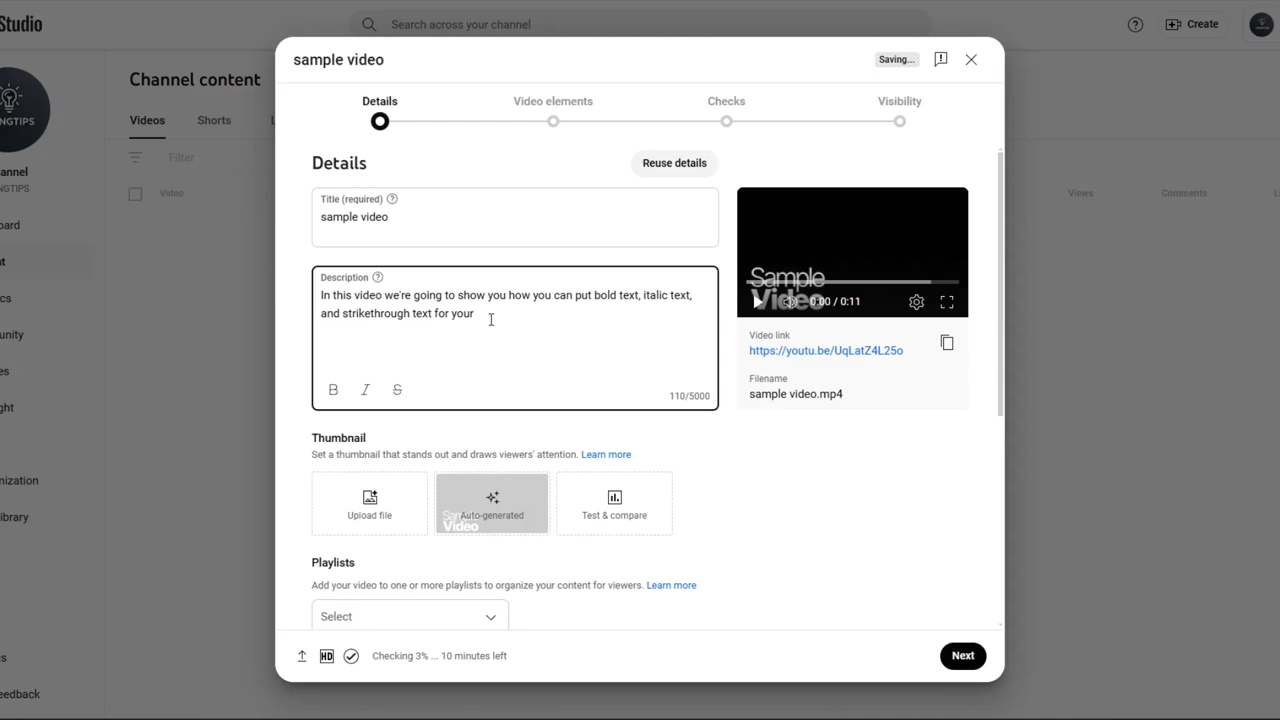 Studio
Search across your channel
Create
sample video
Saving...
Channel content
Details
Video elements
Checks
Visibility
Videos
Shorts
NGTIPS
Details
Reuse details
Filter
Title (required)
sample video
Video
Views
Comments
Description
In this video we're going to show you how you can put bold text, italic text,
and strikethrough text for your
B I S
110/5000
Sample
Video
0:00 / 0:11
Video link
https://youtu.be/UqLatZ4L25o
Filename
sample video.mp4
annel
NGTIPS
oard
nt
cs
unity
es
ght
nization
ibrary
s
eedback
Thumbnail
Set a thumbnail that stands out and draws viewers' attention. Learn more
Upload file
Auto-generated
Video
Test & compare
Playlists
Add your video to one or more playlists to organize your content for viewers. Learn more
Select
HD
Checking 3% ... 10 minutes left
Next